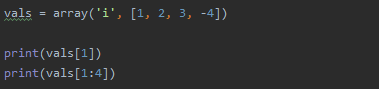 vals = array('i', [1, 2, 3, -4])
print(vals[1])
print(vals[1:4])